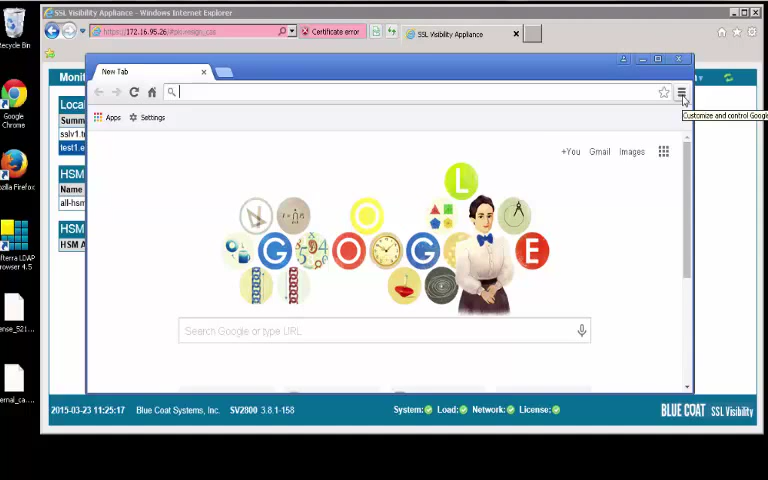 SSL Visibility Appliance - Windows Internet Explorer
Recycle Bin
https://172.16.95.26/
Certificate error
SSL Visibility Appliance
Monit
New Tab
Local
Summ
sslv1.t
test1.e
Google
Chrome
Customize and control Google
Apps
Settings
+You
Gmail
Images
HSM
Name
all-hsm
HSM
HSM A
Mozilla Firefox
L
G O O G E
Softerra LDAP
Browser 4.5
Search Google or type URL
ense_521...
ernal_ca....
2015-03-23 11:25:17
Blue Coat Systems, Inc.
SV2800 3.8.1-158
System:
Load:
Network:
License:
BLUE COAT SSL Visibility